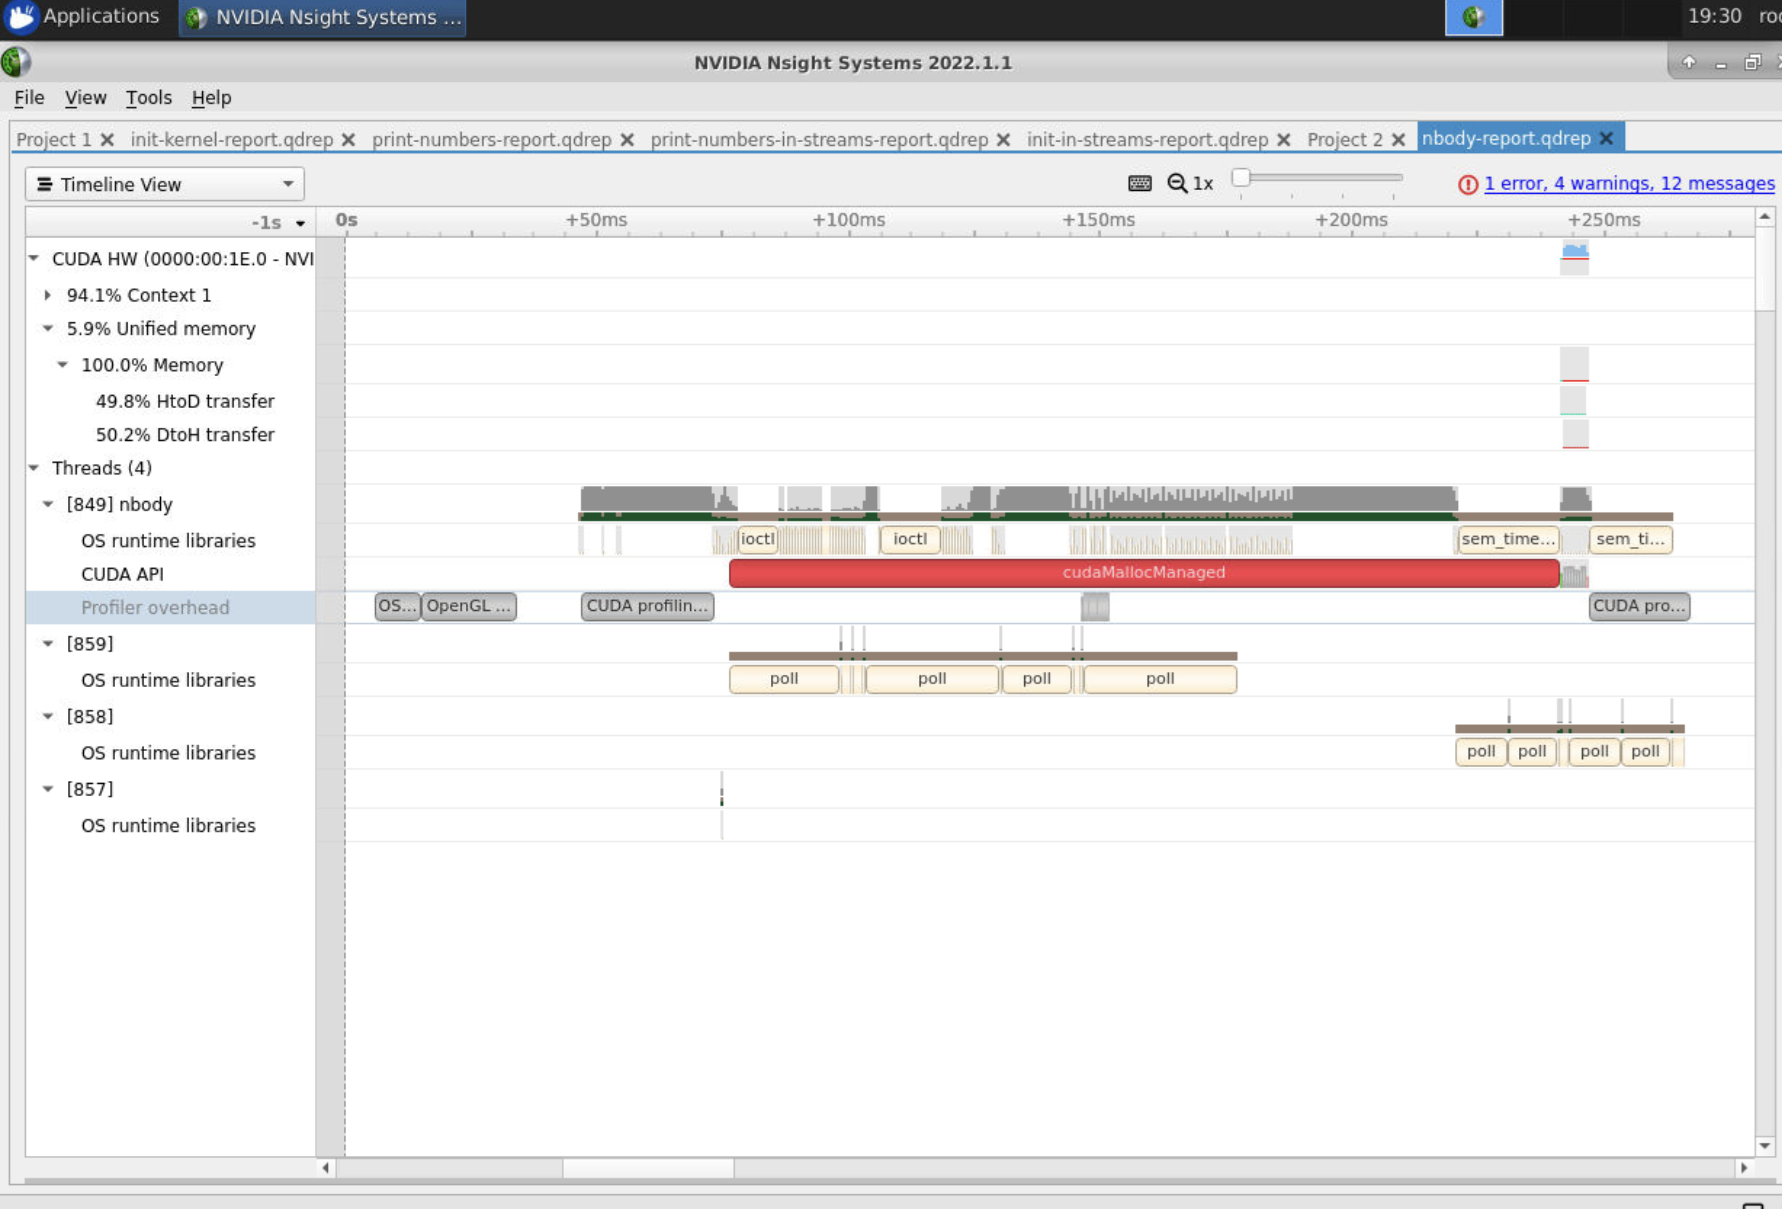 Applications NVIDIA Nsight Systems ... 19:30
NVIDIA Nsight Systems 2022.1.1
File View Tools Help
Project 1 init-kernel-report.qdrep print-numbers-report.qdrep print-numbers-in-streams-report.qdrep init-in-streams-report.qdrep Project 2 nbody-report.qdrep
Timeline View 1x 1 error, 4 warnings, 12 messages
-1s 0s +50ms +100ms +150ms +200ms +250ms
CUDA HW (0000:00:1E.0 - NVI
94.1% Context 1
5.9% Unified memory
100.0% Memory
49.8% HtoD transfer
50.2% DtoH transfer
Threads (4)
[849] nbody
OS runtime libraries ioctl ioctl sem_time... sem_ti...
CUDA API cudaMallocManaged
Profiler overhead OS... OpenGL ... CUDA profilin... CUDA pro...
[859]
OS runtime libraries poll poll poll poll
[858]
OS runtime libraries poll poll poll poll
[857]
OS runtime libraries